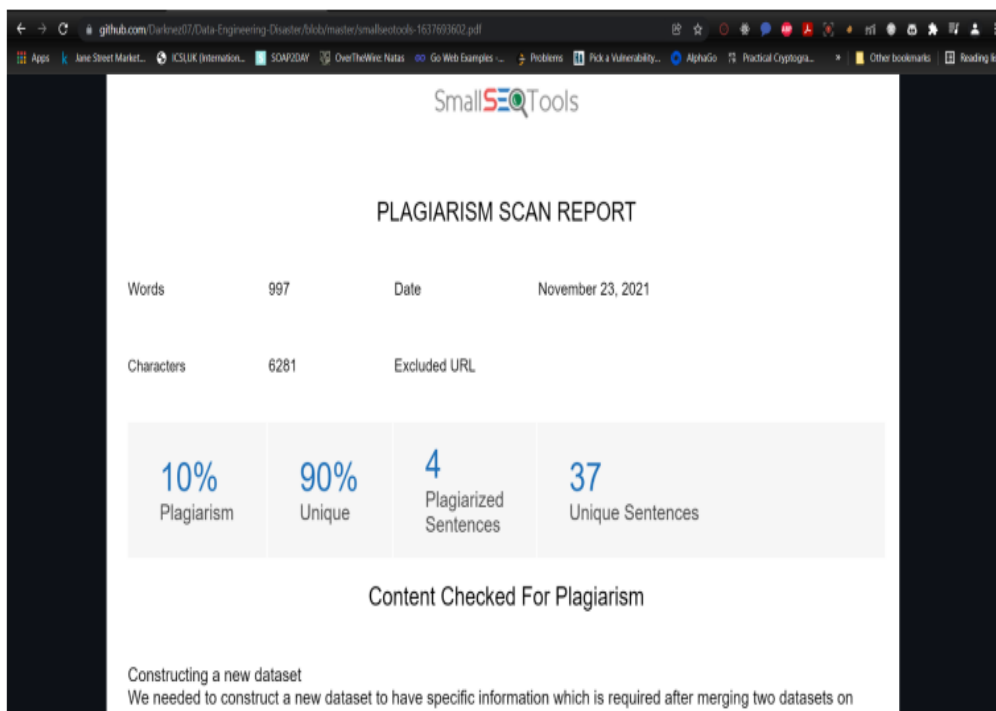 github.com/Darknez07/Data-Engineering-Disaster/blob/master/smallseotools-1637693602.pdf
Apps Jane Street Market... ICSI,UK (Internation... SOAP2DAY OverTheWire: Natas Go Web Examples -... Problems Pick a Vulnerability... AlphaGo Practical Cryptogra... » Other bookmarks Reading lis
SmallSEOTools
PLAGIARISM SCAN REPORT
Words 997 Date November 23, 2021
Characters 6281 Excluded URL
10% 90% 4 37
Plagiarism Unique Plagiarized Unique Sentences
Sentences
Content Checked For Plagiarism
Constructing a new dataset
We needed to construct a new dataset to have specific information which is required after merging two datasets on